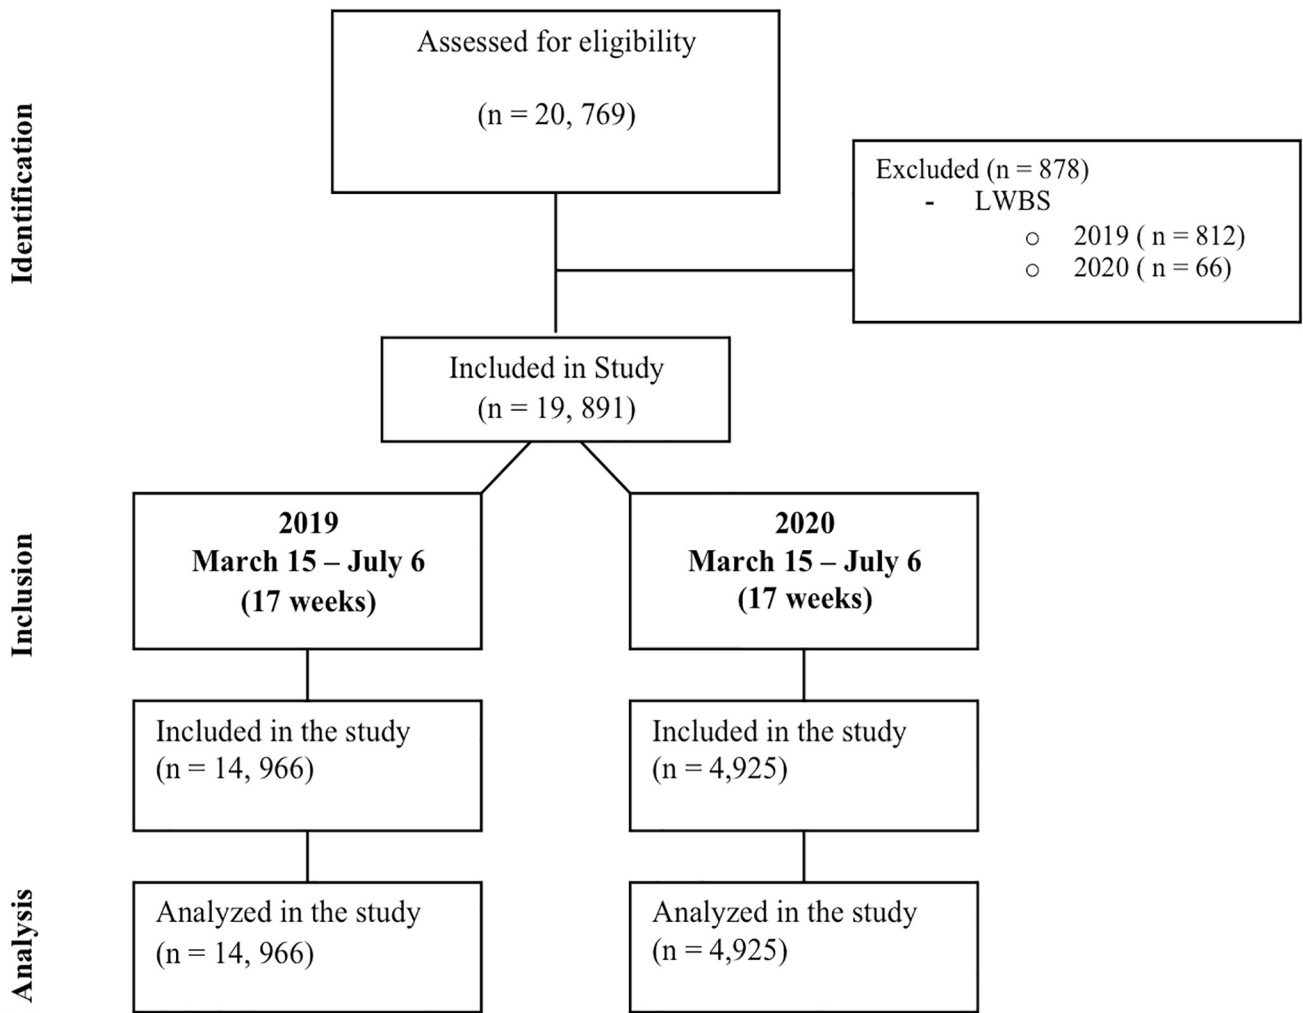 Identification
Assessed for eligibility
(n = 20, 769)
Excluded (n = 878)
- LWBS
○ 2019 ( n = 812)
○ 2020 ( n = 66)
Included in Study
(n = 19, 891)
Inclusion
2019
March 15 – July 6
(17 weeks)
2020
March 15 – July 6
(17 weeks)
Included in the study
(n = 14, 966)
Included in the study
(n = 4,925)
Analysis
Analyzed in the study
(n = 14, 966)
Analyzed in the study
(n = 4,925)